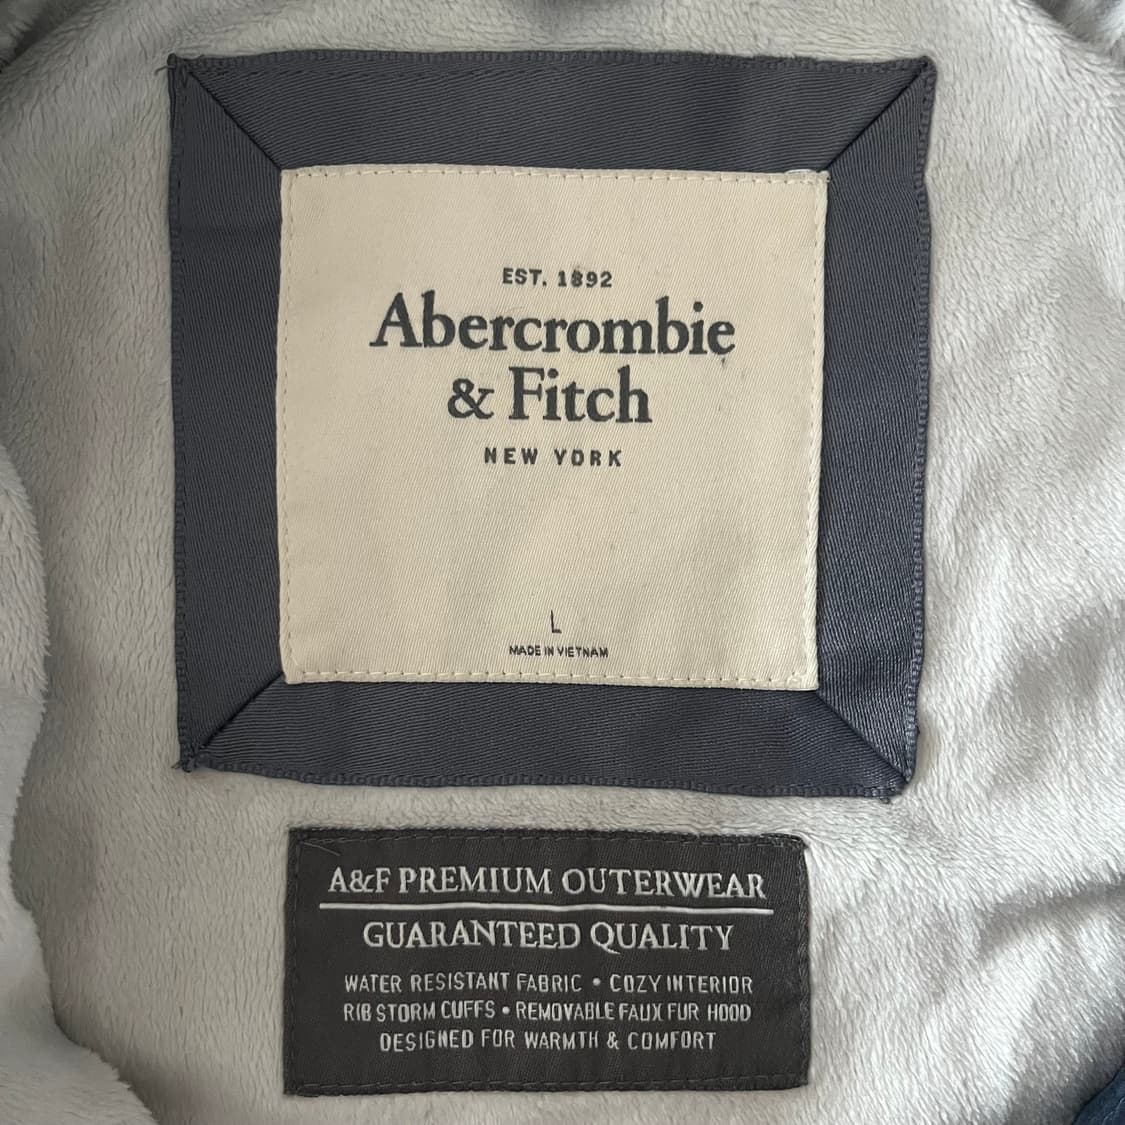 EST. 1892
Abercrombie
& Fitch
NEW YORK
L
MADE IN VIETNAM
A&F PREMIUM OUTERWEAR
GUARANTEED QUALITY
WATER RESISTANT FABRIC • COZY INTERIOR
RIB STORM CUFFS • REMOVABLE FAUX FUR HOOD
DESIGNED FOR WARMTH & COMFORT